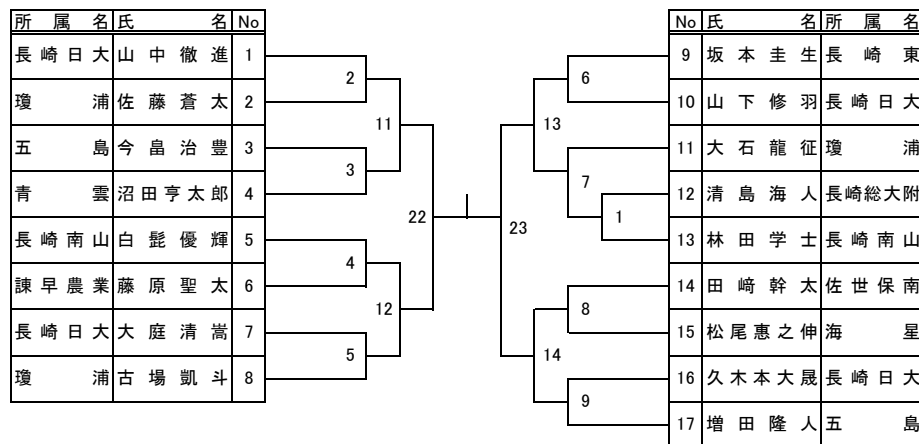 所属名 氏名 No
長崎日大 山中徹進 1
瓊浦 佐藤蒼太 2
五島 今畠治豊 3
青雲 沼田亨太郎 4
長崎南山 白髭優輝 5
諫早農業 藤原聖太 6
長崎日大 大庭清嵩 7
瓊浦 古場凱斗 8
2
11
3
22
4
12
5
No 氏名 所属名
9 坂本圭生 長崎東
10 山下修羽 長崎日大
11 大石龍征 瓊浦
12 清島海人 長崎総大附
13 林田学士 長崎南山
14 田﨑幹太 佐世保南
15 松尾惠之伸 海星
16 久木本大晟 長崎日大
17 増田隆人 五島
6
13
7
1
23
8
14
9